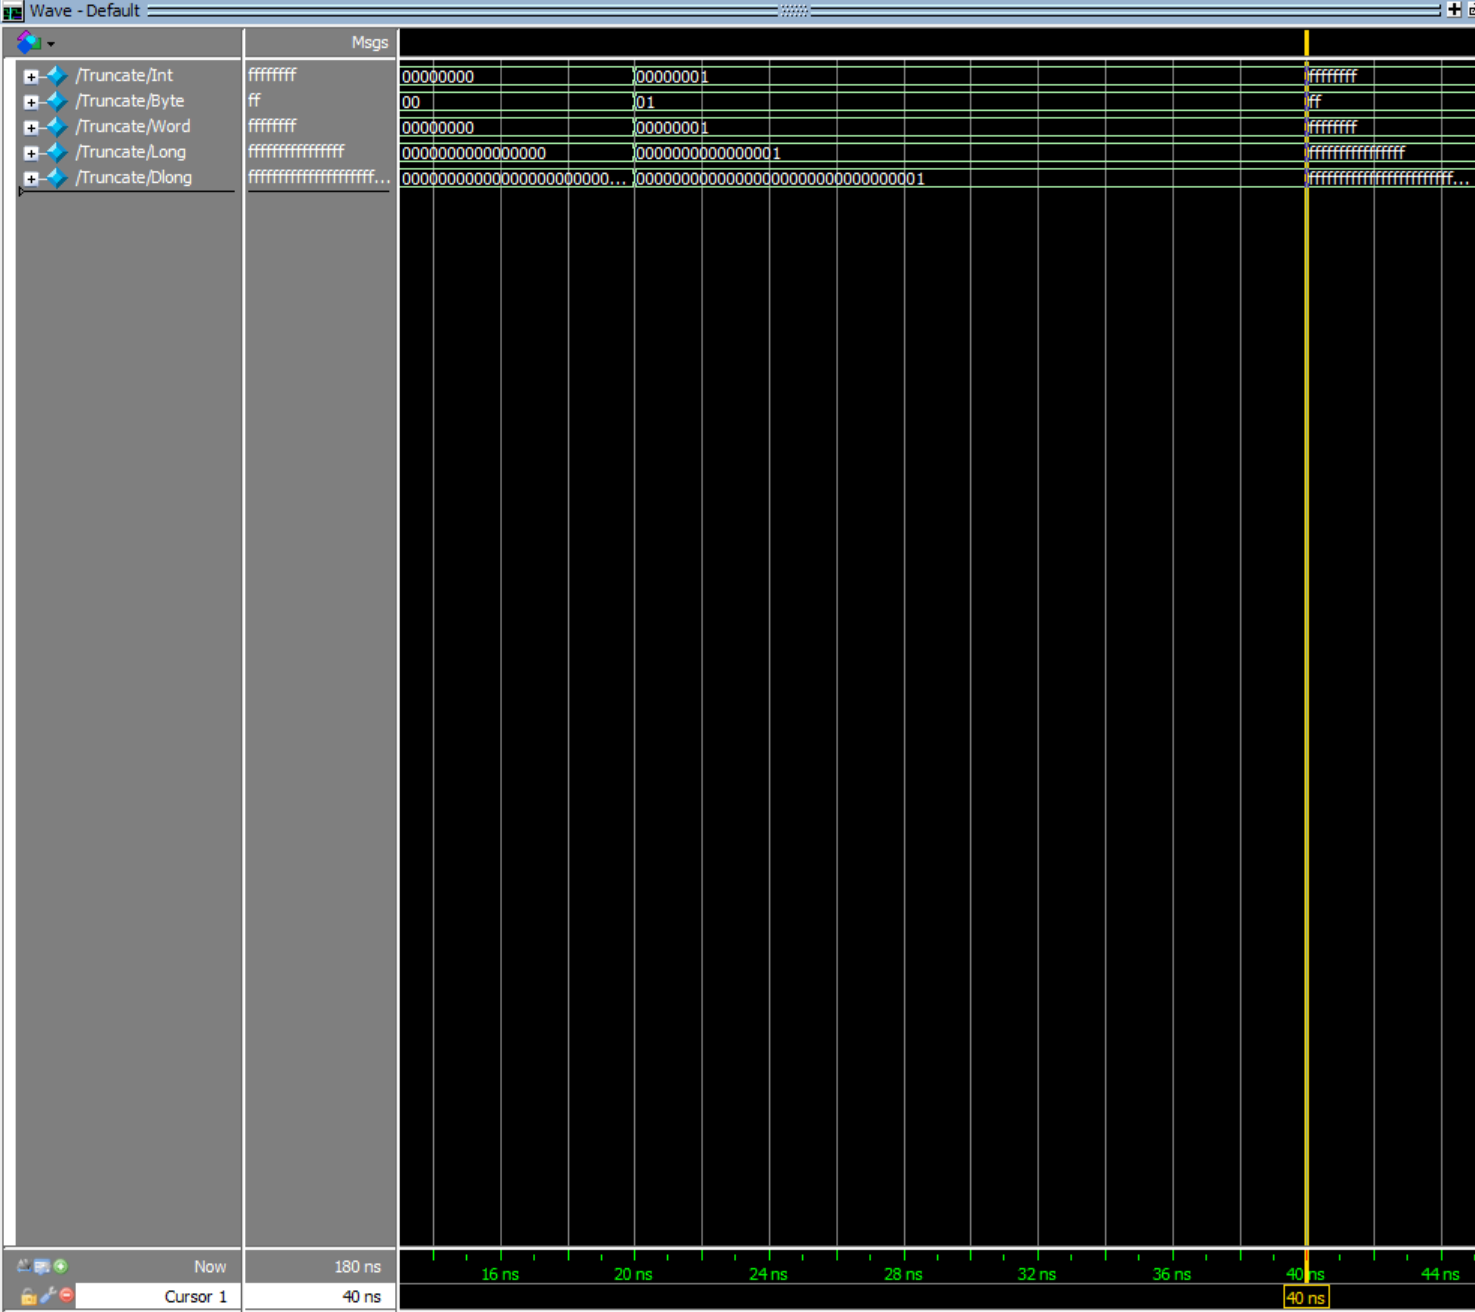 Wave - Default
Msgs
/Truncate/Int ffffffff 00000000 00000001 ffffffff
/Truncate/Byte ff 00 01 ff
/Truncate/Word ffffffff 00000000 00000001 ffffffff
/Truncate/Long ffffffffffffffff 0000000000000000 0000000000000001 ffffffffffffffff
/Truncate/Dlong fffffffffffffffffffff... 00000000000000000000000... 00000000000000000000000000000001 ffffffffffffffffffffffff...
Now 180 ns
16 ns 20 ns 24 ns 28 ns 32 ns 36 ns 40 ns 44 ns
Cursor 1 40 ns 40 ns